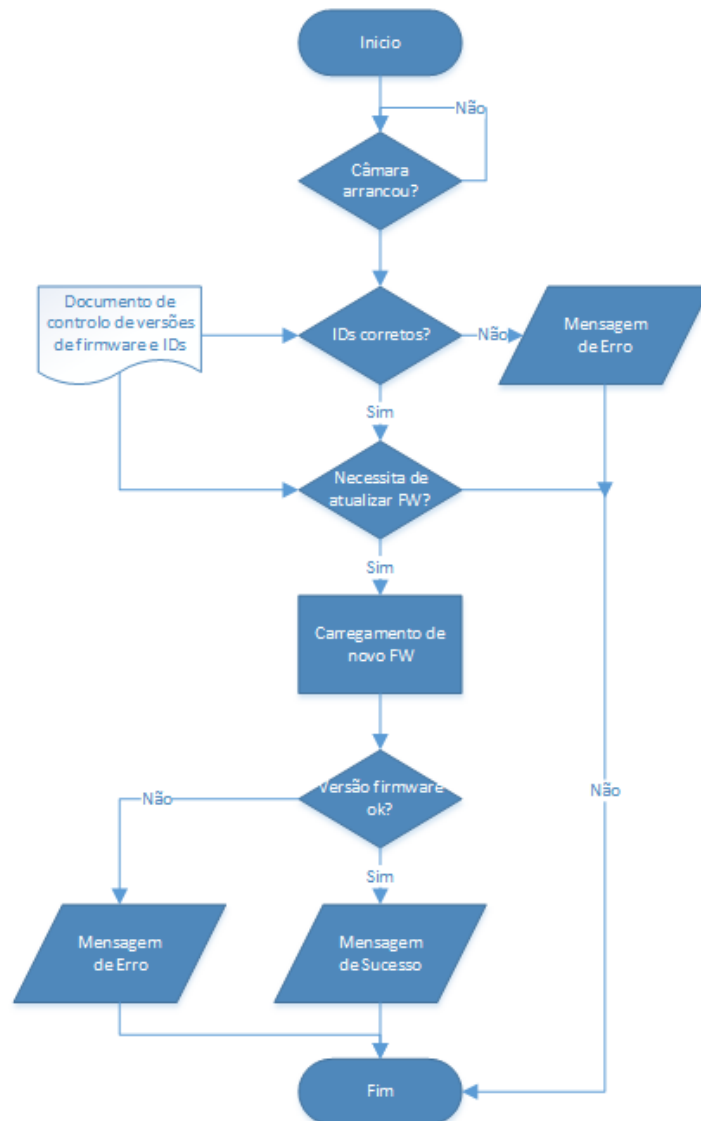 Inicio
Não
Câmara
arrancou?
Documento de
controlo de versões
de firmware e IDs
IDs corretos?
Não
Mensagem
de Erro
Sim
Necessita de
atualizar FW?
Sim
Carregamento de
novo FW
Versão firmware
ok?
Não
Não
Sim
Mensagem
de Erro
Mensagem
de Sucesso
Fim